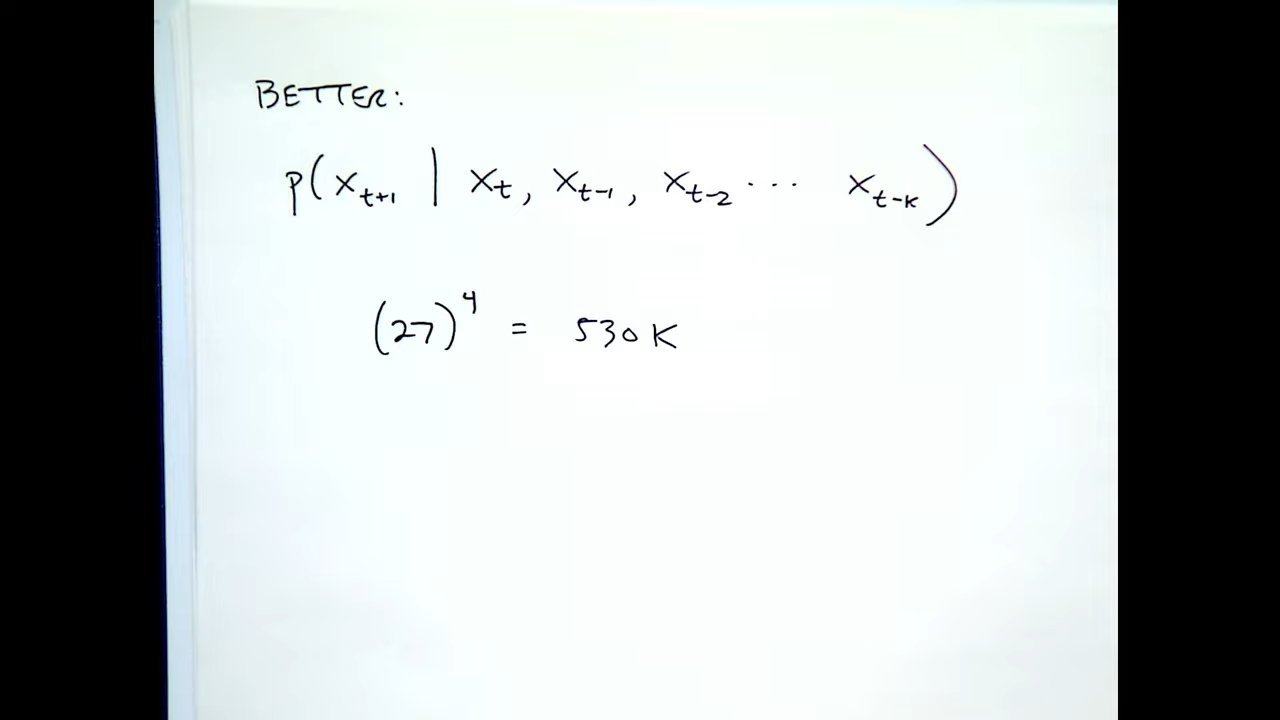 BETTER:
p(x_{t+1} | x_t, x_{t-1}, x_{t-2} ... x_{t-k})
(27)^4 = 530K